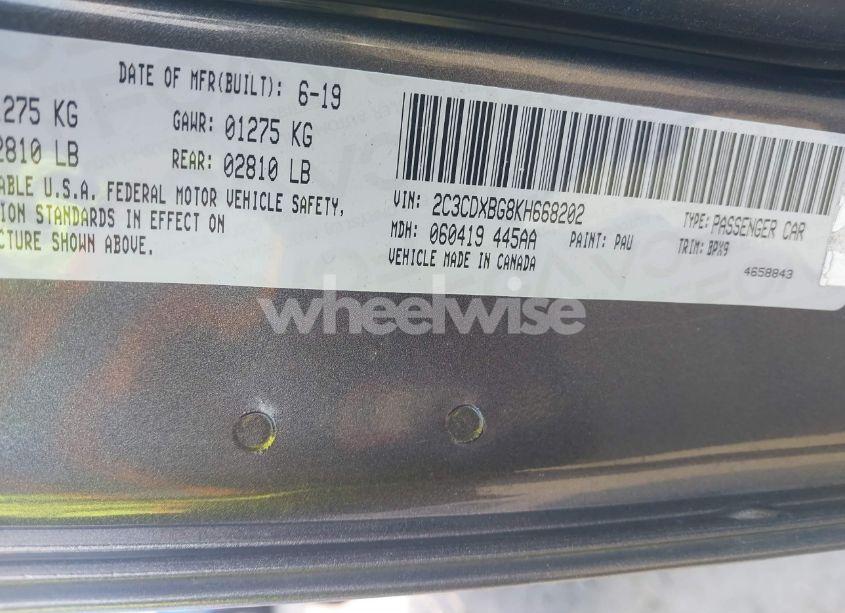 DATE OF MFR(BUILT): 6-19
1275 KG GAWR: 01275 KG
2810 LB REAR: 02810 LB
ABLE U.S.A. FEDERAL MOTOR VEHICLE SAFETY,
ION STANDARDS IN EFFECT ON
CTURE SHOWN ABOVE.
VIN: 2C3CDXBG8KH668202 TYPE: PASSENGER CAR
MDH: 060419 445AA PAINT: PAU TRIM: BPX9
VEHICLE MADE IN CANADA 4658843
wheelwise